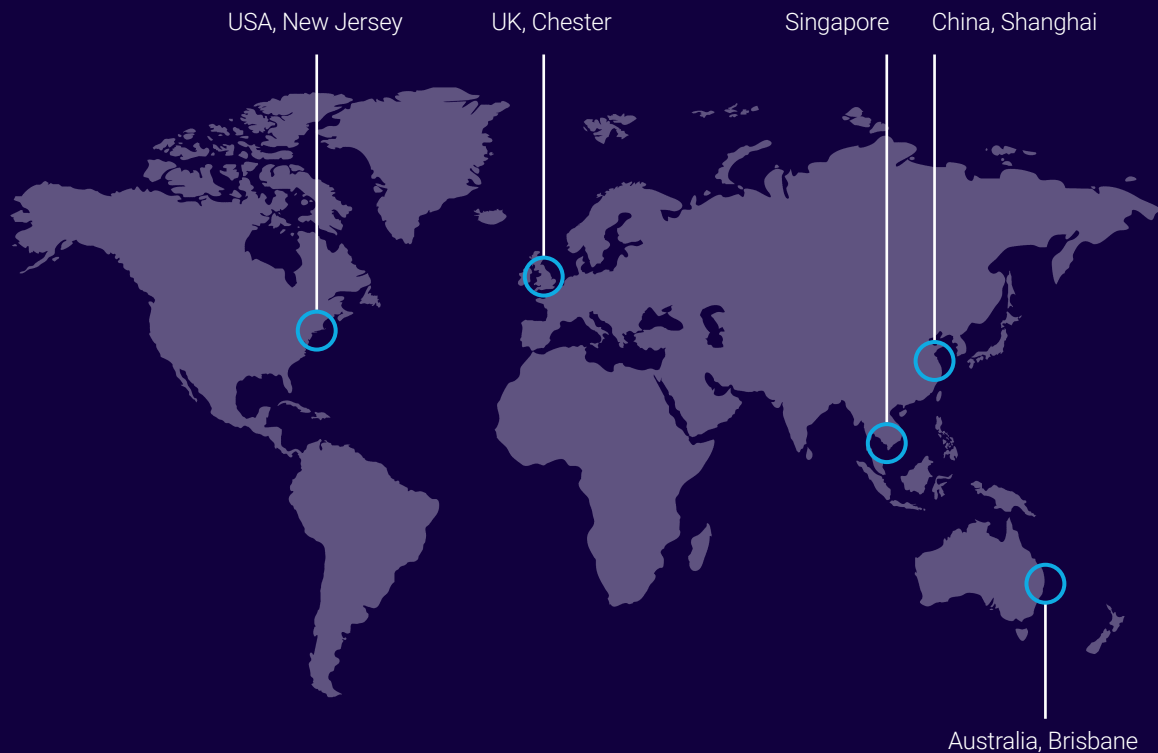 USA, New Jersey
UK, Chester
Singapore
China, Shanghai
Australia, Brisbane